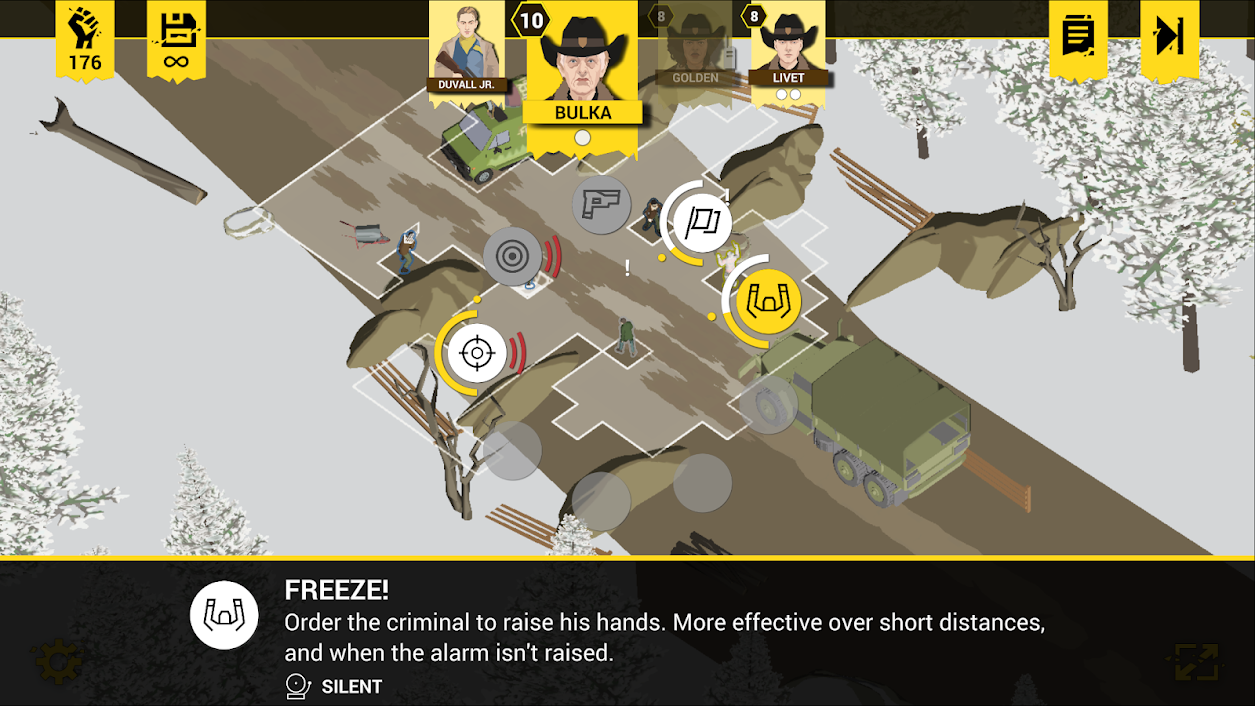 176
∞
DUVALL JR.
10
BULKA
8
GOLDEN
8
LIVET
!
!
FREEZE!
Order the criminal to raise his hands. More effective over short distances,
and when the alarm isn't raised.
SILENT